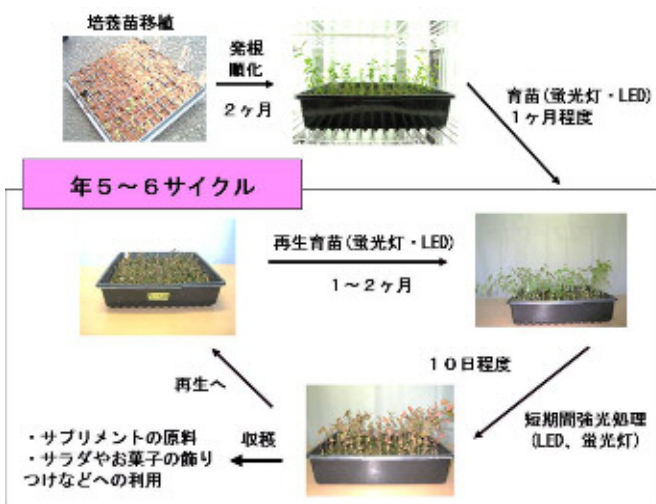 培養苗移植
発根
順化
2ヶ月
育苗(蛍光灯・LED)
1ヶ月程度
年5～6サイクル
再生育苗(蛍光灯・LED)
1～2ヶ月
10日程度
短期間強光処理
(LED、蛍光灯)
再生へ
収穫
・サプリメントの原料
・サラダやお菓子の飾り
つけなどへの利用